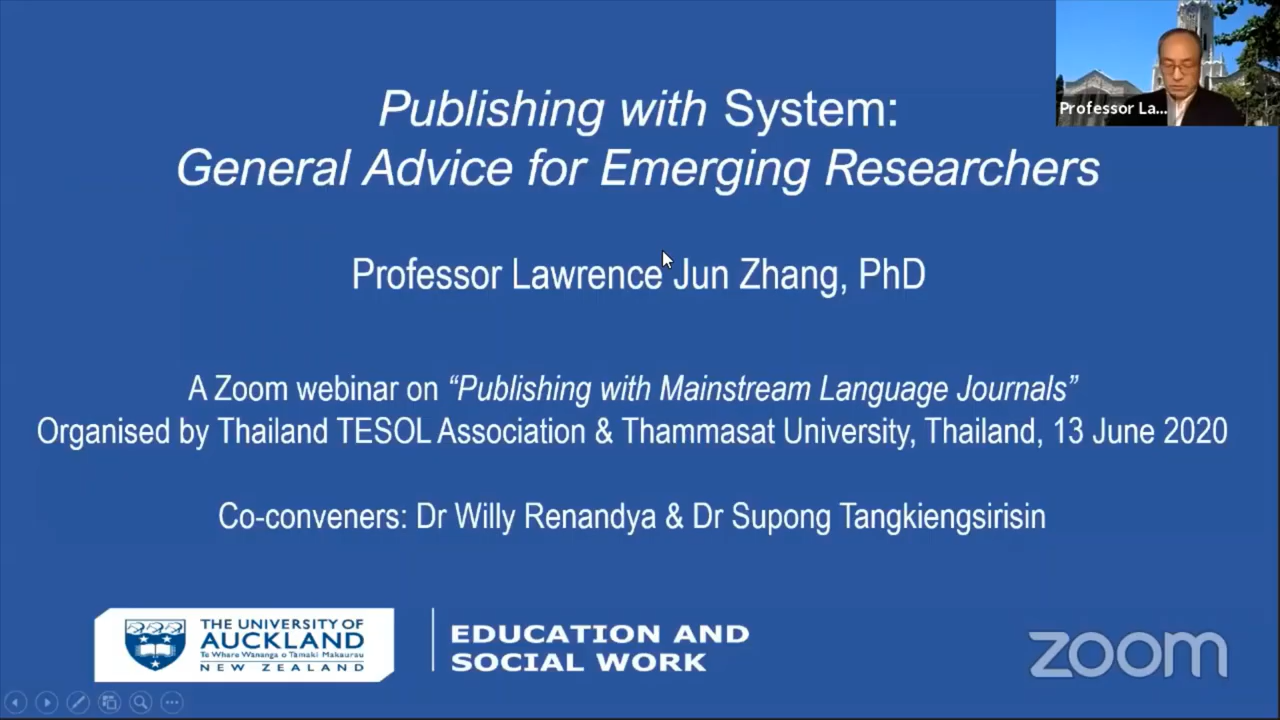 Publishing with System:
General Advice for Emerging Researchers
Professor La...
Professor Lawrence Jun Zhang, PhD
A Zoom webinar on “Publishing with Mainstream Language Journals”
Organised by Thailand TESOL Association & Thammasat University, Thailand, 13 June 2020
Co-conveners: Dr Willy Renandya & Dr Supong Tangkiengsirisin
THE UNIVERSITY OF
AUCKLAND
Te Whare Wānanga o Tāmaki Makaurau
NEW ZEALAND
EDUCATION AND
SOCIAL WORK
zoom